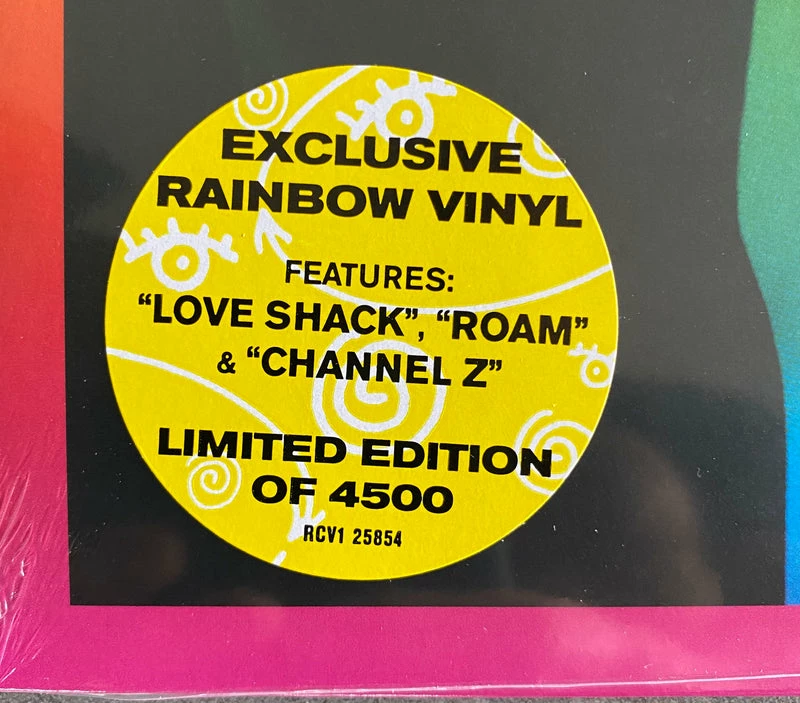 EXCLUSIVE
RAINBOW VINYL
FEATURES:
“LOVE SHACK”, “ROAM”
& “CHANNEL Z”
LIMITED EDITION
OF 4500
RCV1 25854